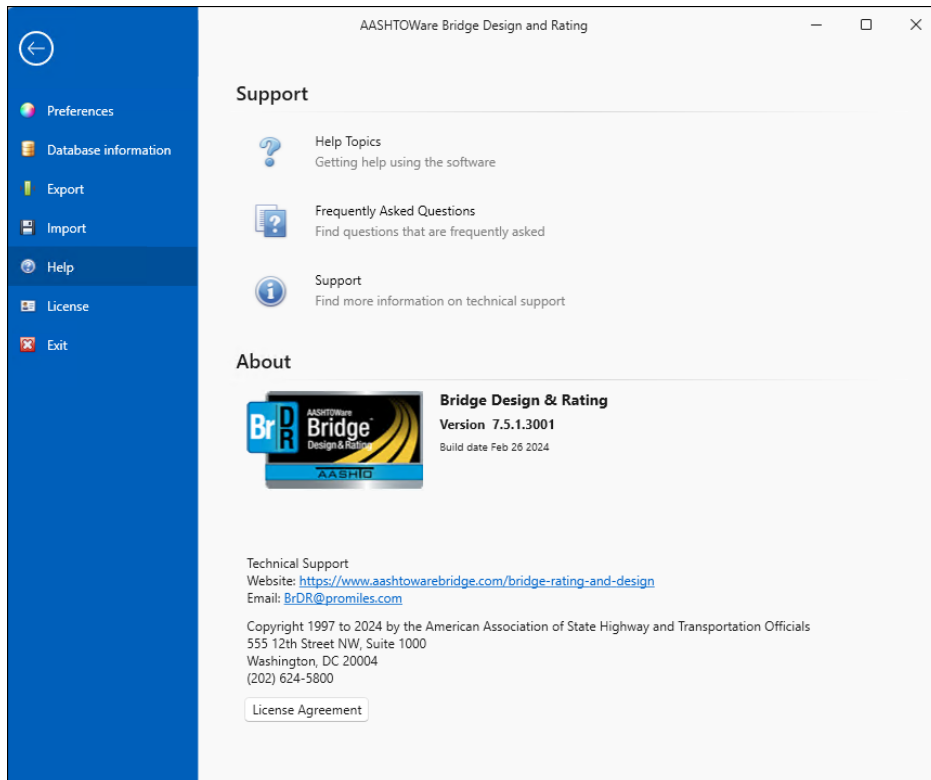 AASHTOWare Bridge Design and Rating
Preferences
Database information
Export
Import
Help
License
Exit
Support
Help Topics
Getting help using the software
Frequently Asked Questions
Find questions that are frequently asked
Support
Find more information on technical support
About
Br DR
AASHTOWare
Bridge™
Design & Rating
AASHTO
Bridge Design & Rating
Version 7.5.1.3001
Build date Feb 26 2024
Technical Support
Website: https://www.aashtowarebridge.com/bridge-rating-and-design
Email: BrDR@promiles.com
Copyright 1997 to 2024 by the American Association of State Highway and Transportation Officials
555 12th Street NW, Suite 1000
Washington, DC 20004
(202) 624-5800
License Agreement